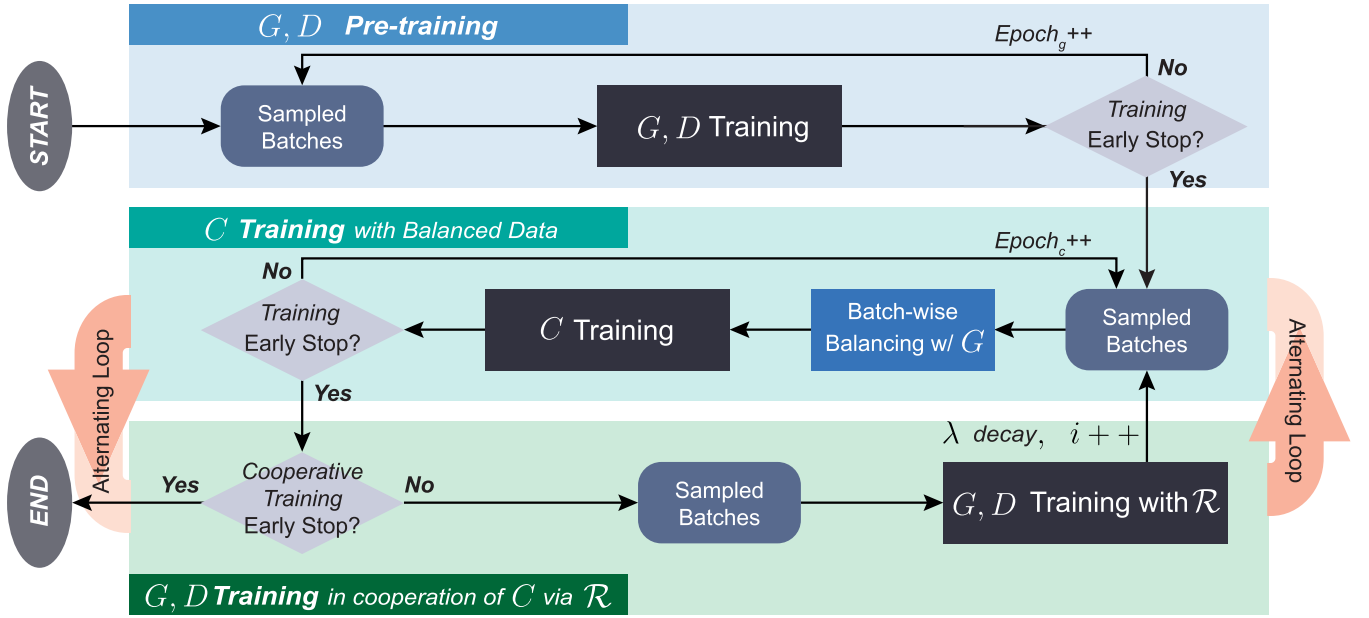 G, D Pre-training
Epoch_g++
No
START
Sampled
Batches
G, D Training
Training
Early Stop?
Yes
C Training with Balanced Data
Epoch_c++
No
Training
Early Stop?
C Training
Batch-wise
Balancing w/ G
Sampled
Batches
Alternating Loop
Alternating Loop
Yes
λ decay, i++
END
Yes
Cooperative
Training
Early Stop?
No
Sampled
Batches
G, D Training with ℛ
G, D Training in cooperation of C via ℛ